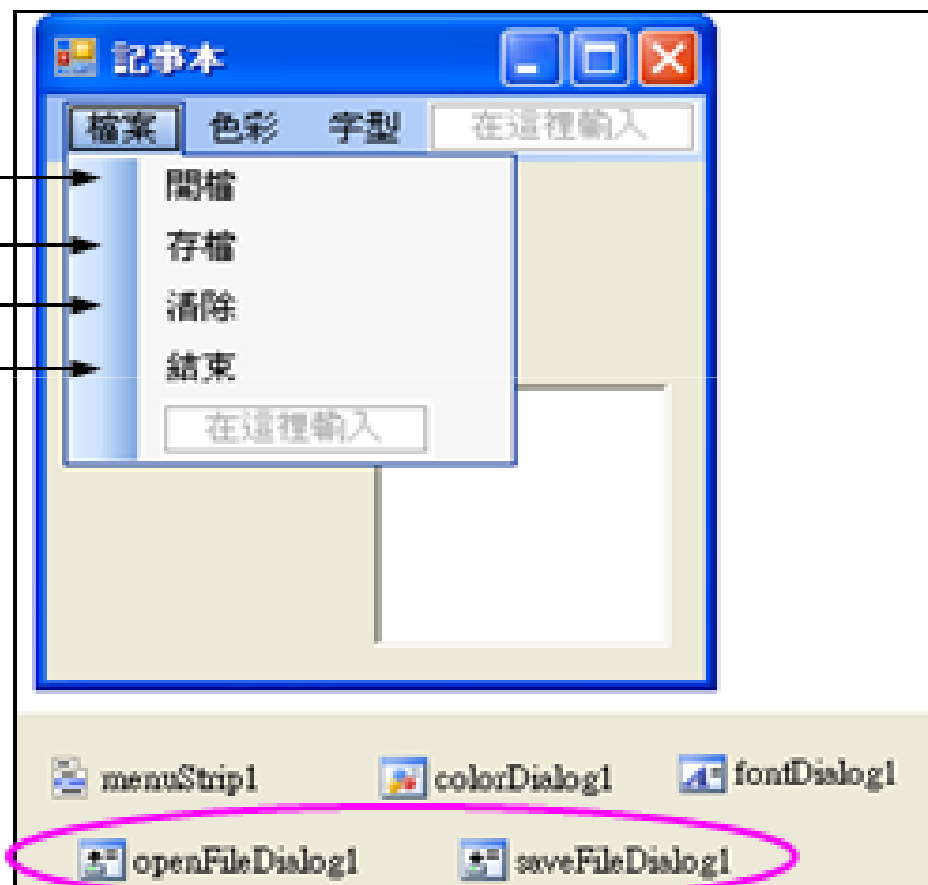 記事本
檔案 色彩 字型 在這裡輸入
開檔
存檔
清除
結束
在這裡輸入
menuStrip1 colorDialog1 fontDialog1
openFileDialog1 saveFileDialog1